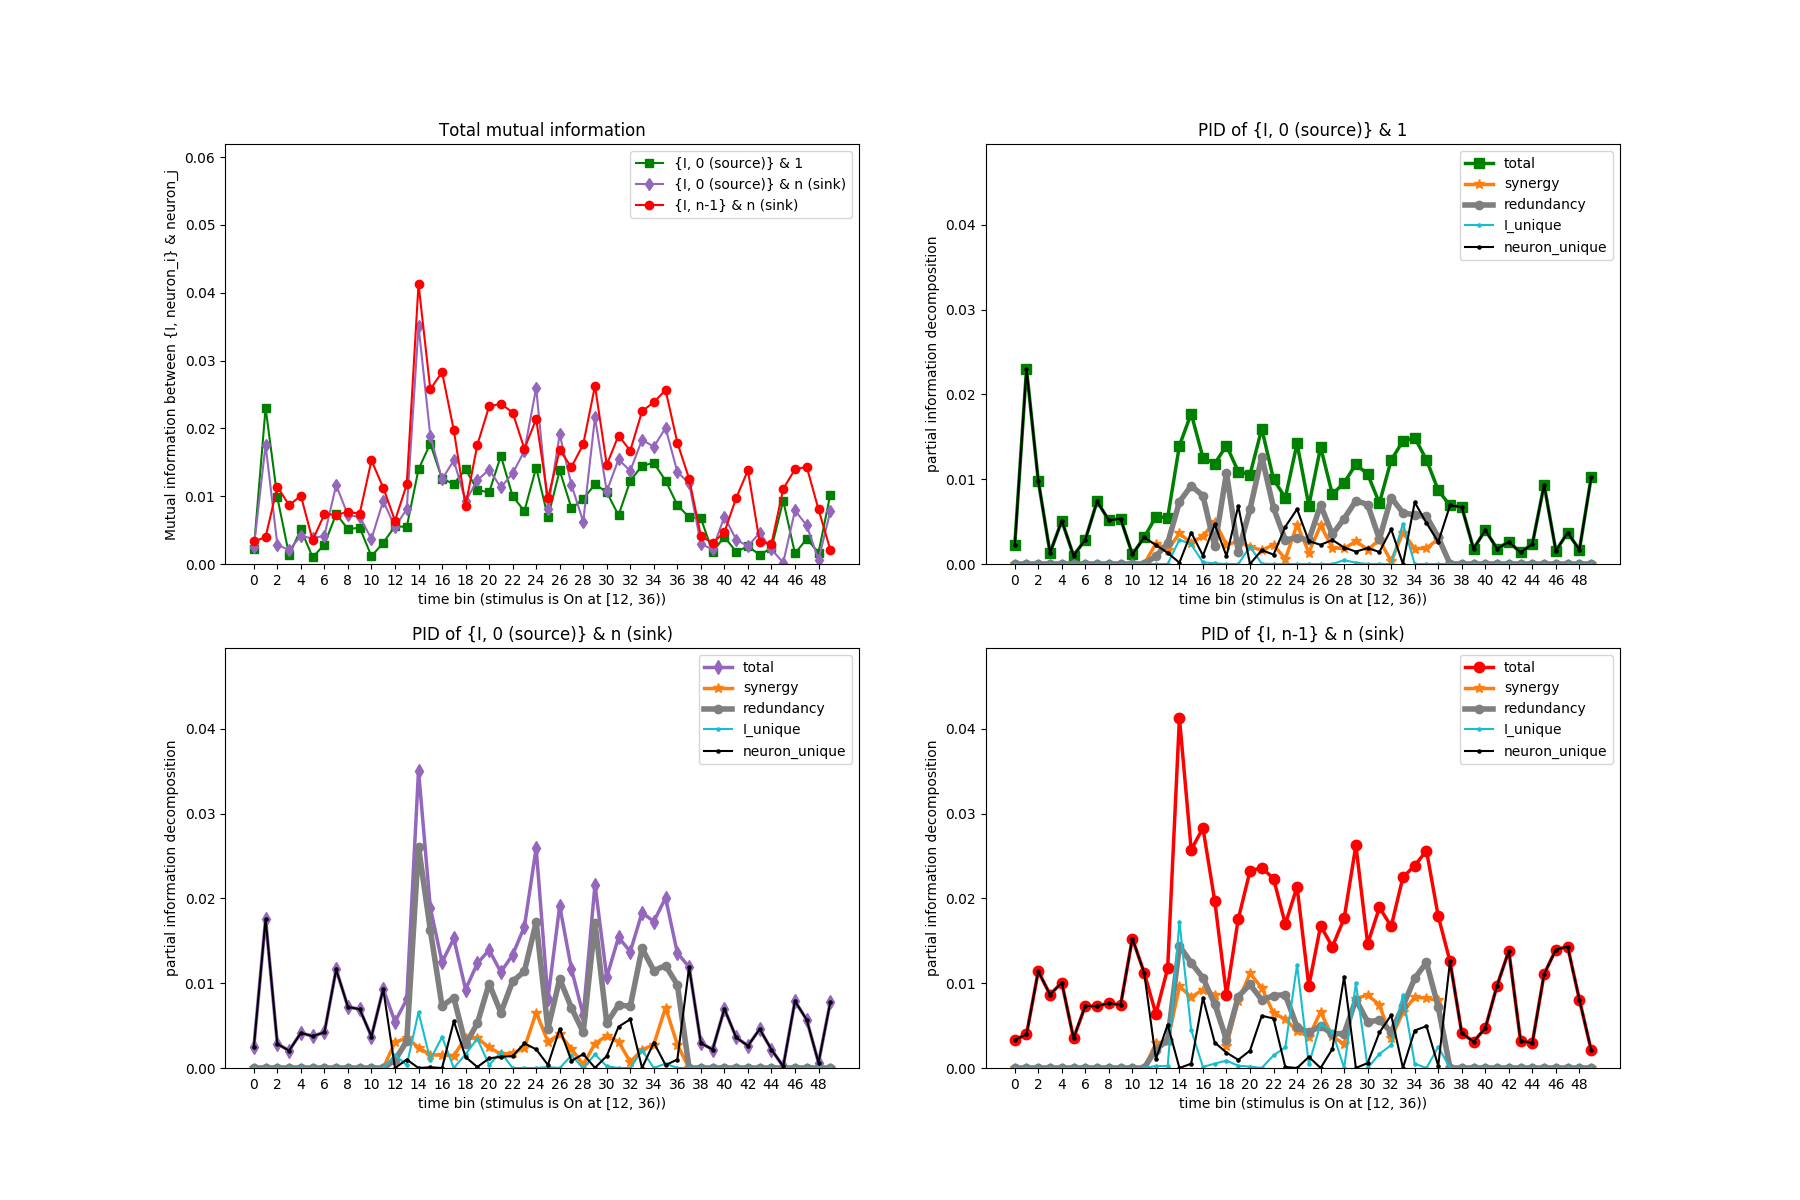 Total mutual information
Mutual information between {I, neuron_i} & neuron_j
0.06
0.05
0.04
0.03
0.02
0.01
0.00
{I, 0 (source)} & 1
{I, 0 (source)} & n (sink)
{I, n-1} & n (sink)
0 2 4 6 8 10 12 14 16 18 20 22 24 26 28 30 32 34 36 38 40 42 44 46 48
time bin (stimulus is On at [12, 36))
PID of {I, 0 (source)} & 1
partial information decomposition
0.04
0.03
0.02
0.01
0.00
total
synergy
redundancy
I_unique
neuron_unique
0 2 4 6 8 10 12 14 16 18 20 22 24 26 28 30 32 34 36 38 40 42 44 46 48
time bin (stimulus is On at [12, 36))
PID of {I, 0 (source)} & n (sink)
partial information decomposition
0.04
0.03
0.02
0.01
0.00
total
synergy
redundancy
I_unique
neuron_unique
0 2 4 6 8 10 12 14 16 18 20 22 24 26 28 30 32 34 36 38 40 42 44 46 48
time bin (stimulus is On at [12, 36))
PID of {I, n-1} & n (sink)
partial information decomposition
0.04
0.03
0.02
0.01
0.00
total
synergy
redundancy
I_unique
neuron_unique
0 2 4 6 8 10 12 14 16 18 20 22 24 26 28 30 32 34 36 38 40 42 44 46 48
time bin (stimulus is On at [12, 36))